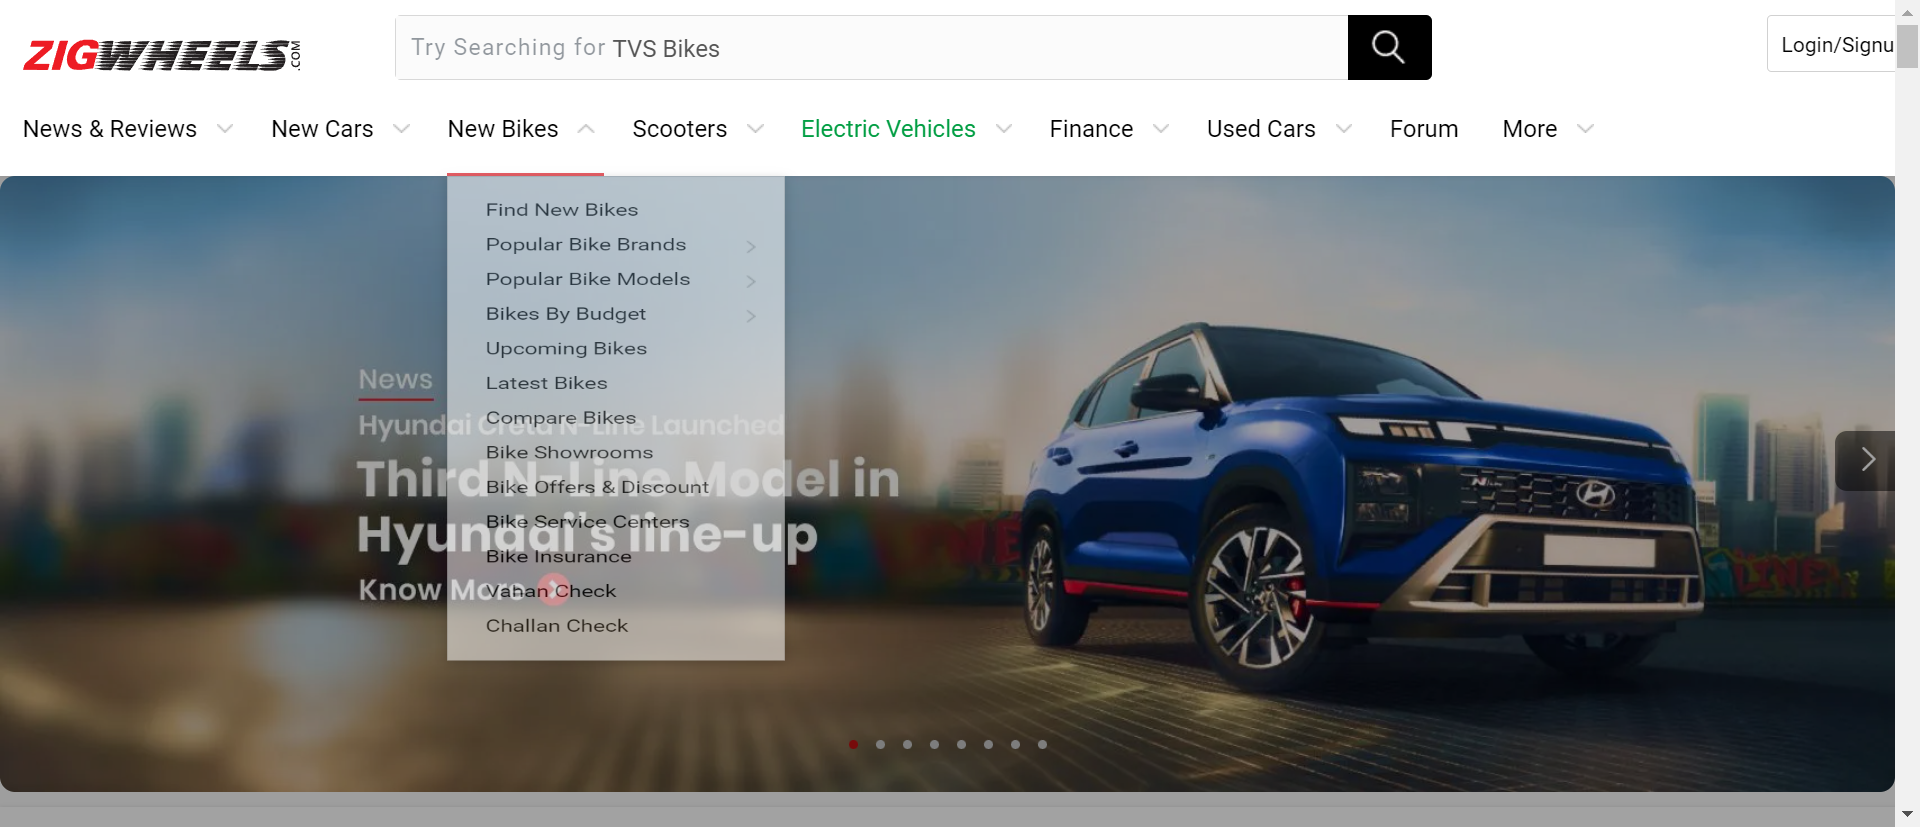 ZIGWHEELS.COM
Try Searching for TVS Bikes
Login/Signu
News & Reviews
New Cars
New Bikes
Scooters
Electric Vehicles
Finance
Used Cars
Forum
More
Find New Bikes
Popular Bike Brands
Popular Bike Models
Bikes By Budget
Upcoming Bikes
Latest Bikes
Compare Bikes
Bike Showrooms
Bike Offers & Discount
Bike Service Centers
Bike Insurance
Vahan Check
Challan Check
News
Hyundai Creta N-Line Launched
Third N-Line Model in
Hyundai's line-up
Know More